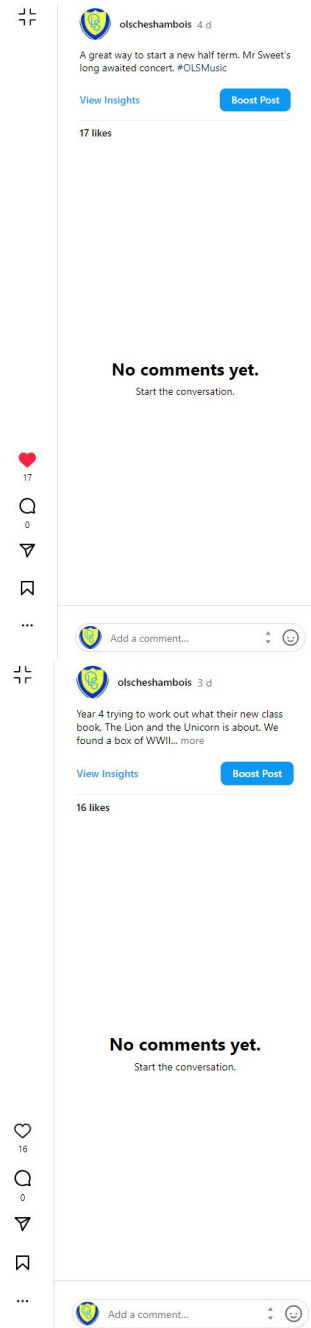 olscheshambois 4 d
A great way to start a new half term. Mr Sweet's
long awaited concert. #OLSMusic
View Insights
Boost Post
17 likes
No comments yet.
Start the conversation.
17
0
Add a comment...
olscheshambois 3 d
Year 4 trying to work out what their new class
book, The Lion and the Unicorn is about. We
found a box of WWII... more
View Insights
Boost Post
16 likes
No comments yet.
Start the conversation.
16
0
Add a comment...